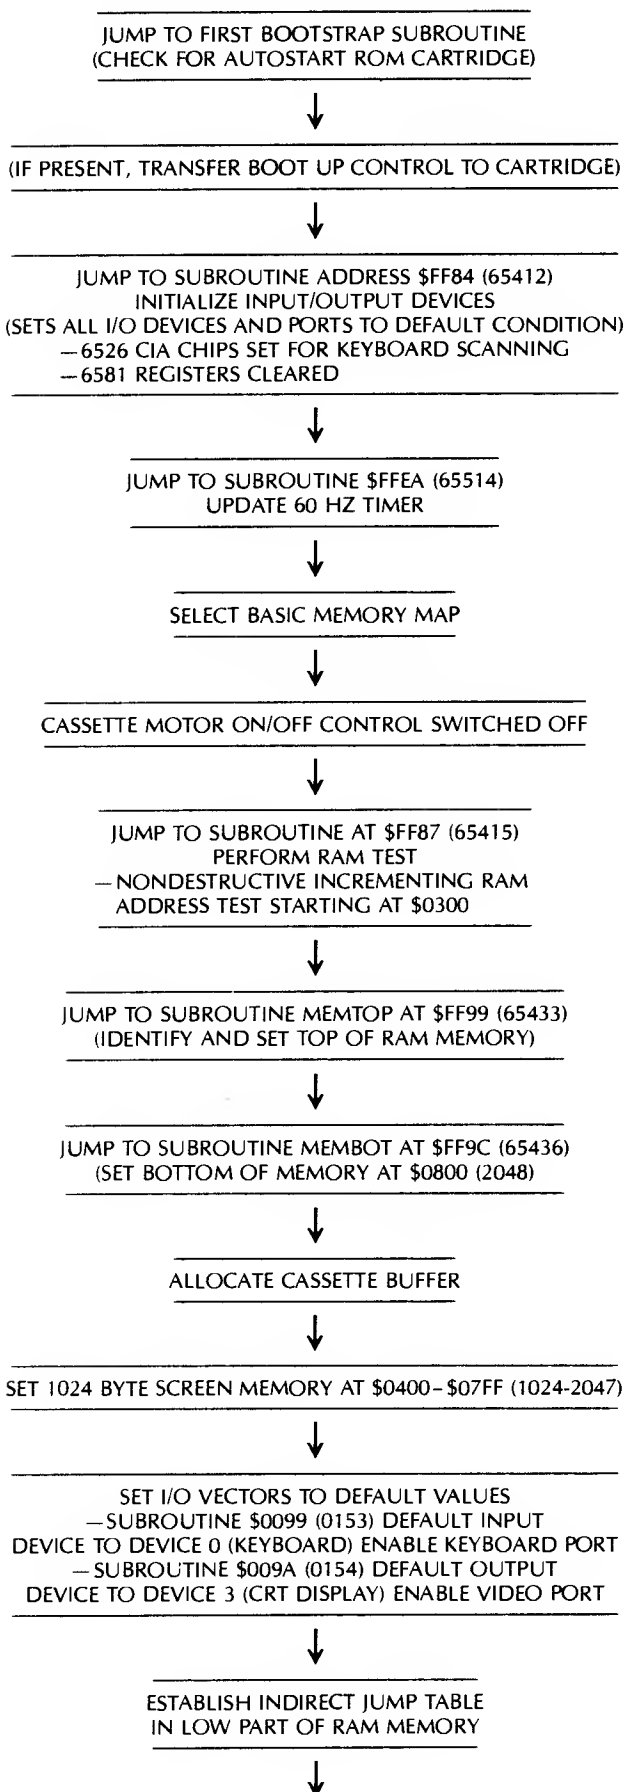 JUMP TO FIRST BOOTSTRAP SUBROUTINE
(CHECK FOR AUTOSTART ROM CARTRIDGE)
(IF PRESENT, TRANSFER BOOT UP CONTROL TO CARTRIDGE)
JUMP TO SUBROUTINE ADDRESS $FF84 (65412)
INITIALIZE INPUT/OUTPUT DEVICES
(SETS ALL I/O DEVICES AND PORTS TO DEFAULT CONDITION)
—6526 CIA CHIPS SET FOR KEYBOARD SCANNING
—6581 REGISTERS CLEARED
JUMP TO SUBROUTINE $FFEA (65514)
UPDATE 60 HZ TIMER
SELECT BASIC MEMORY MAP
CASSETTE MOTOR ON/OFF CONTROL SWITCHED OFF
JUMP TO SUBROUTINE AT $FF87 (65415)
PERFORM RAM TEST
—NONDESTRUCTIVE INCREMENTING RAM
ADDRESS TEST STARTING AT $0300
JUMP TO SUBROUTINE MEMTOP AT $FF99 (65433)
(IDENTIFY AND SET TOP OF RAM MEMORY)
JUMP TO SUBROUTINE MEMBOT AT $FF9C (65436)
(SET BOTTOM OF MEMORY AT $0800 (2048)
ALLOCATE CASSETTE BUFFER
SET 1024 BYTE SCREEN MEMORY AT $0400–$07FF (1024-2047)
SET I/O VECTORS TO DEFAULT VALUES
—SUBROUTINE $0099 (0153) DEFAULT INPUT
DEVICE TO DEVICE 0 (KEYBOARD) ENABLE KEYBOARD PORT
—SUBROUTINE $009A (0154) DEFAULT OUTPUT
DEVICE TO DEVICE 3 (CRT DISPLAY) ENABLE VIDEO PORT
ESTABLISH INDIRECT JUMP TABLE
IN LOW PART OF RAM MEMORY